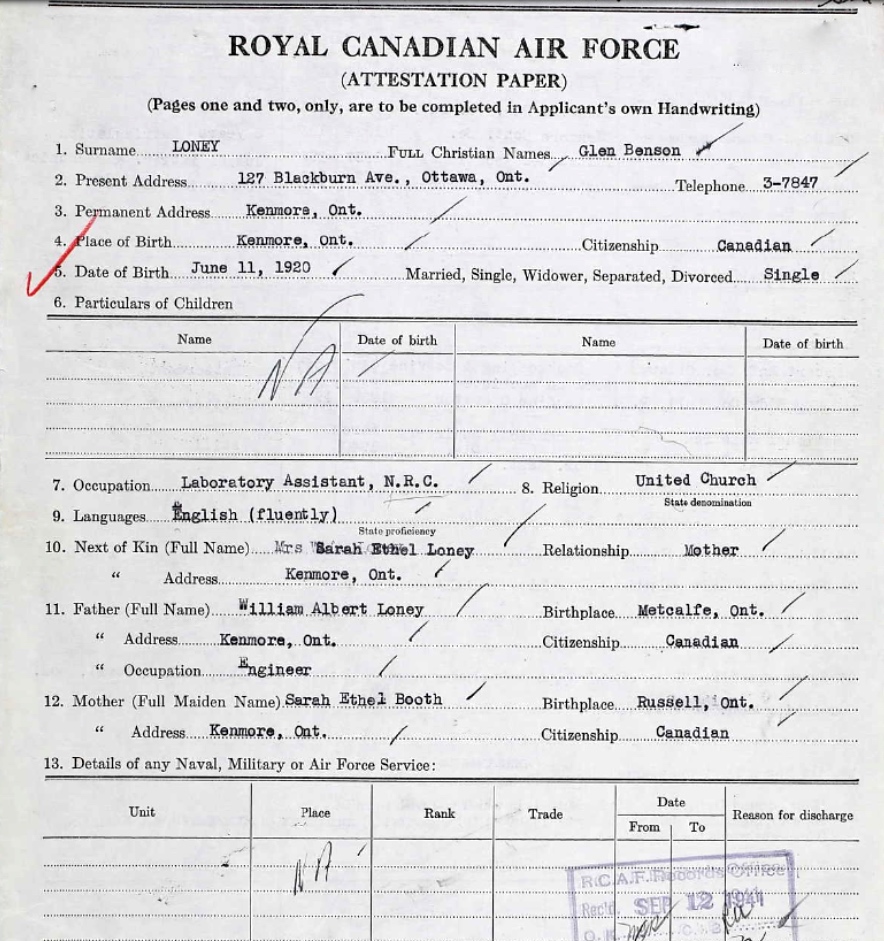 ROYAL CANADIAN AIR FORCE
(ATTESTATION PAPER)
(Pages one and two, only, are to be completed in Applicant's own Handwriting)
1. Surname LONEY FULL Christian Names Glen Benson
2. Present Address 127 Blackburn Ave., Ottawa, Ont. Telephone 3-7847
3. Permanent Address Kenmore, Ont.
4. Place of Birth Kenmore, Ont. Citizenship Canadian
5. Date of Birth June 11, 1920 Married, Single, Widower, Separated, Divorced Single
6. Particulars of Children
Name Date of birth Name Date of birth
NA
7. Occupation Laboratory Assistant, N.R.C. 8. Religion United Church
State denomination
9. Languages English (fluently)
State proficiency
10. Next of Kin (Full Name) Mrs Sarah Ethel Loney Relationship Mother
" Address Kenmore, Ont.
11. Father (Full Name) William Albert Loney Birthplace Metcalfe, Ont.
" Address Kenmore, Ont. Citizenship Canadian
" Occupation Engineer
12. Mother (Full Maiden Name) Sarah Ethel Booth Birthplace Russell, Ont.
" Address Kenmore, Ont. Citizenship Canadian
13. Details of any Naval, Military or Air Force Service:
Unit Place Rank Trade Date Reason for discharge
From To
NA
R.C.A.F. Records Office
Rec'd. SEP 12 1941